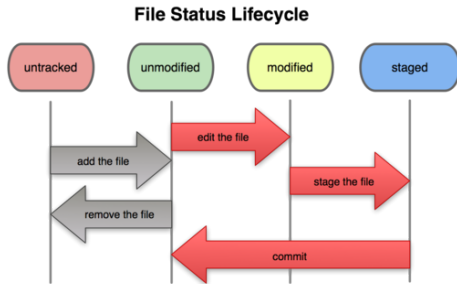 File Status Lifecycle
untracked
unmodified
modified
staged
edit the file
add the file
stage the file
remove the file
commit